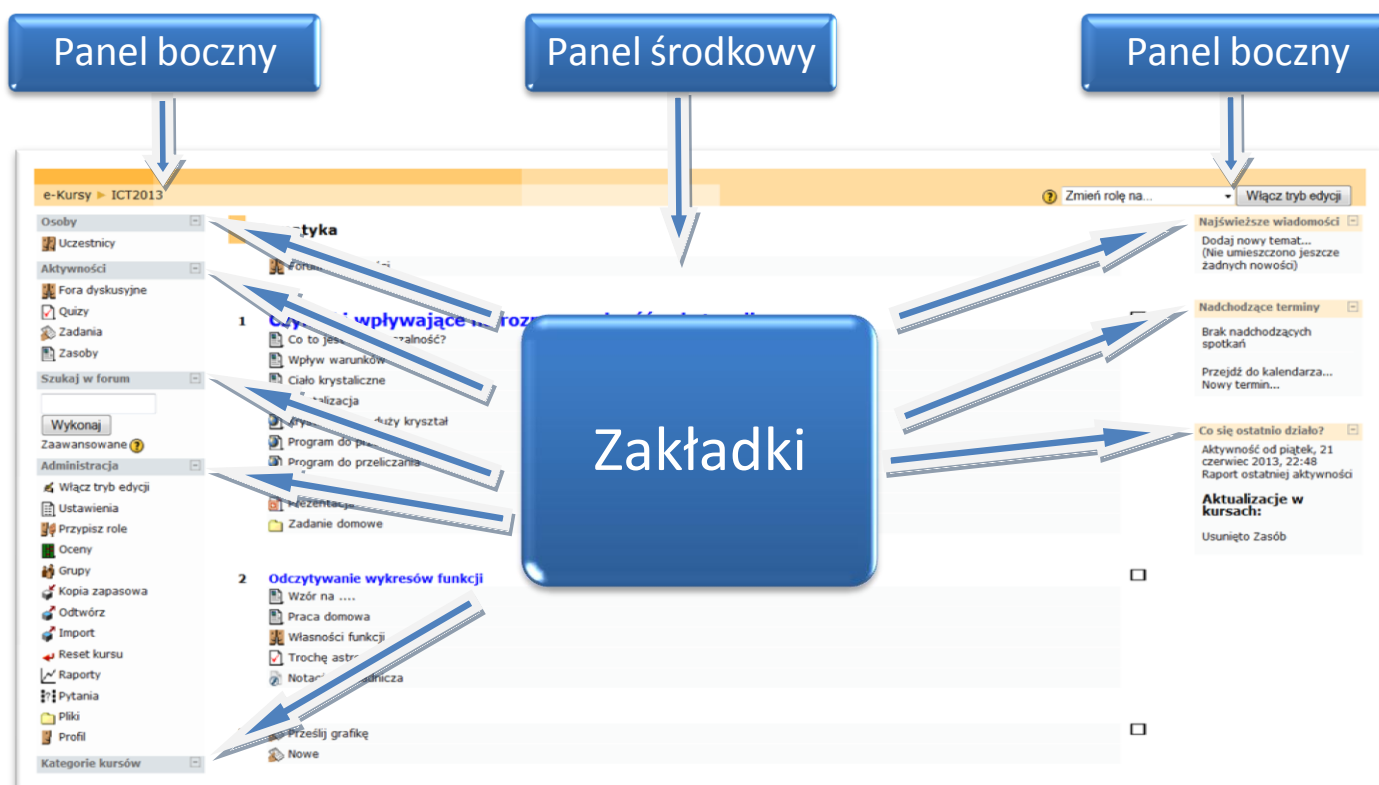 Panel boczny
Panel środkowy
Panel boczny
e-Kursy ► ICT2013
Zmień rolę na...
Włącz tryb edycji
Osoby
Uczestnicy
Aktywności
Fora dyskusyjne
Quizy
Zadania
Zasoby
Szukaj w forum
Wykonaj
Zaawansowane
Administracja
Włącz tryb edycji
Ustawienia
Przypisz role
Oceny
Grupy
Kopia zapasowa
Odtwórz
Import
Reset kursu
Raporty
Pytania
Pliki
Profil
Kategorie kursów
1
wpływające
Co to jest
Wpływ warunków
Ciało krystaliczne
duży kryształ
Program do
Program do przeliczania
Prezentacja
Zadanie domowe
2 Odczytywanie wykresów funkcji
Wzór na ....
Praca domowa
Własności funkcji
Trochę
Prześlij grafikę
Nowe
Zakładki
Najświeższe wiadomości
Dodaj nowy temat...
(Nie umieszczono jeszcze
żadnych nowości)
Nadchodzące terminy
Brak nadchodzących
spotkań
Przejdź do kalendarza...
Nowy termin...
Co się ostatnio działo?
Aktywność od piątek, 21
czerwiec 2013, 22:48
Raport ostatniej aktywności
Aktualizacje w
kursach:
Usunięto Zasób